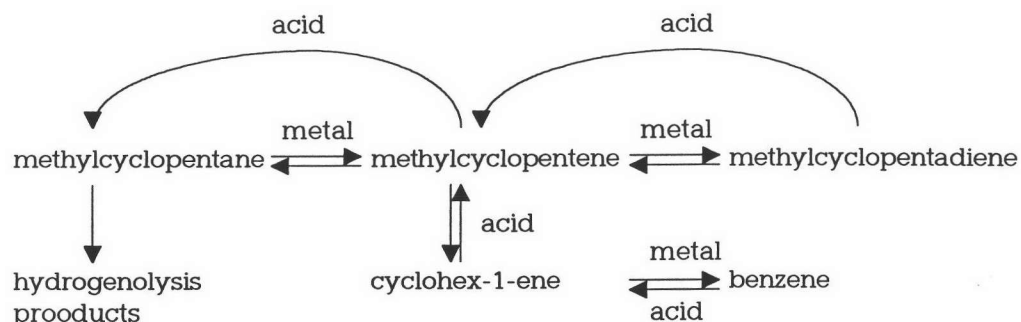 acid
acid
metal
metal
methylcyclopentane
methylcyclopentene
methylcyclopentadiene
acid
metal
hydrogenolysis
prooducts
cyclohex-1-ene
benzene
acid